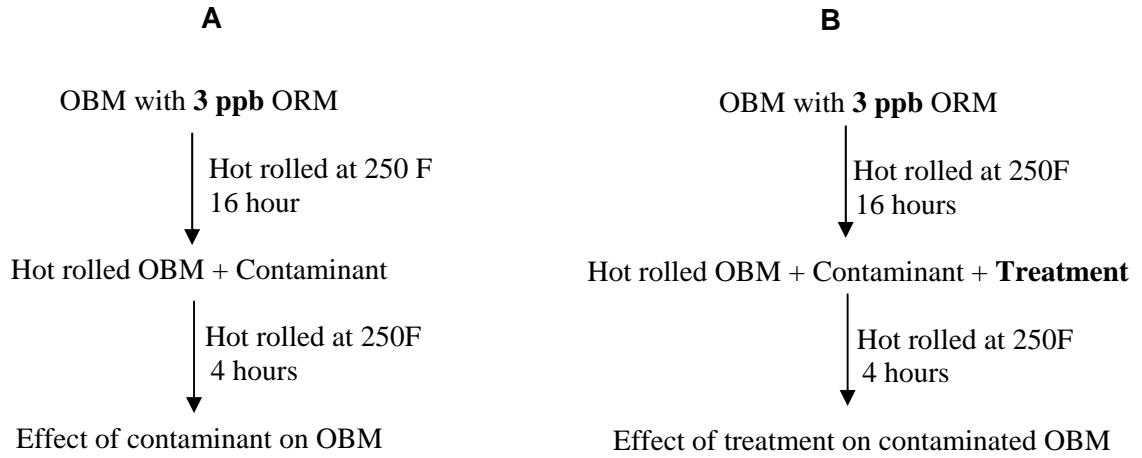 A
OBM with 3 ppb ORM
Hot rolled at 250 F
16 hour
Hot rolled OBM + Contaminant
Hot rolled at 250F
4 hours
Effect of contaminant on OBM
B
OBM with 3 ppb ORM
Hot rolled at 250F
16 hours
Hot rolled OBM + Contaminant + Treatment
Hot rolled at 250F
4 hours
Effect of treatment on contaminated OBM